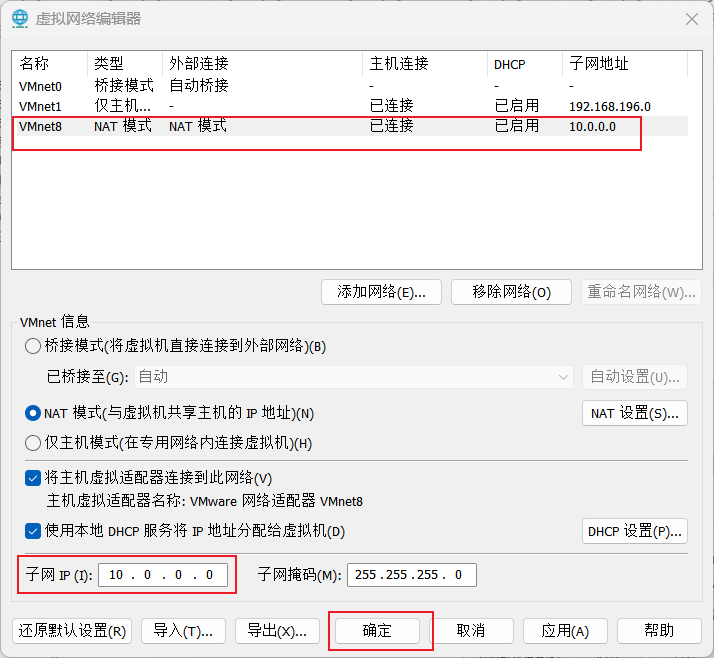 虚拟网络编辑器
名称 类型 外部连接 主机连接 DHCP 子网地址
VMnet0 桥接模式 自动桥接 - - -
VMnet1 仅主机... - 已连接 已启用 192.168.196.0
VMnet8 NAT 模式 NAT 模式 已连接 已启用 10.0.0.0
添加网络(E)... 移除网络(O) 重命名网络(W)...
VMnet 信息
桥接模式(将虚拟机直接连接到外部网络)(B)
已桥接至(G): 自动 自动设置(U)...
NAT 模式(与虚拟机共享主机的 IP 地址)(N) NAT 设置(S)...
仅主机模式(在专用网络内连接虚拟机)(H)
将主机虚拟适配器连接到此网络(V)
主机虚拟适配器名称: VMware 网络适配器 VMnet8
使用本地 DHCP 服务将 IP 地址分配给虚拟机(D) DHCP 设置(P)...
子网 IP (I): 10 . 0 . 0 . 0 子网掩码(M): 255 . 255 . 255 . 0
还原默认设置(R) 导入(T)... 导出(X)... 确定 取消 应用(A) 帮助